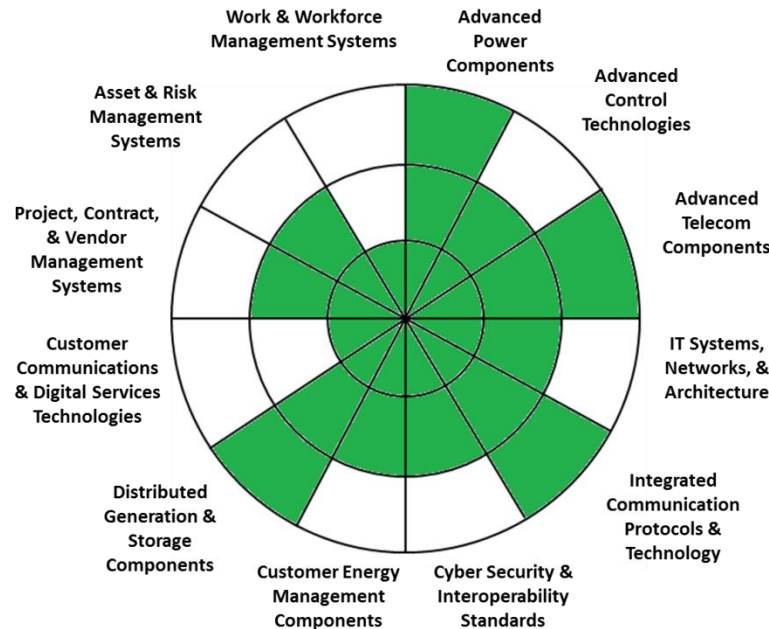 Work & Workforce
Management Systems
Advanced
Power
Components
Advanced
Control
Technologies
Advanced
Telecom
Components
IT Systems,
Networks, &
Architecture
Integrated
Communication
Protocols &
Technology
Cyber Security &
Interoperability
Standards
Customer Energy
Management
Components
Distributed
Generation &
Storage
Components
Customer
Communications
& Digital Services
Technologies
Project, Contract,
& Vendor
Management
Systems
Asset & Risk
Management
Systems